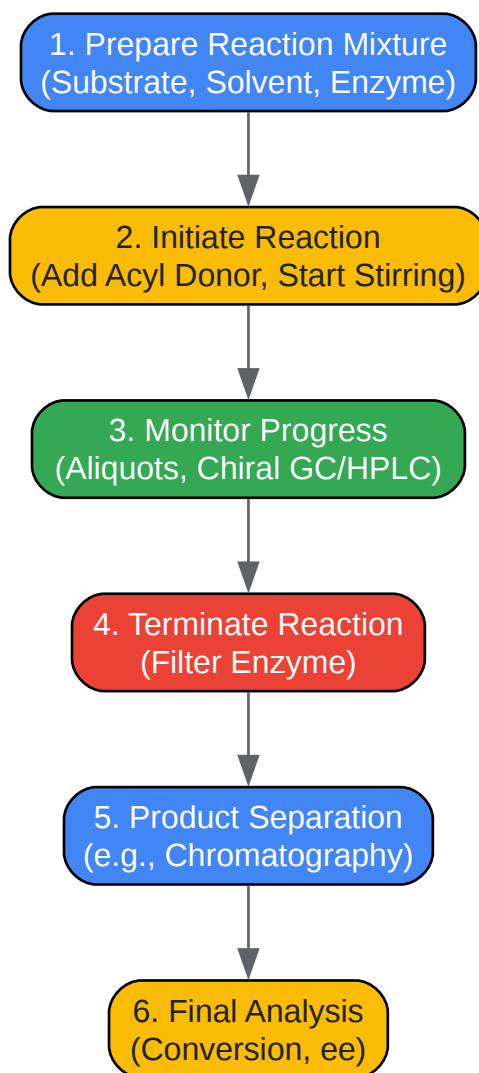 1. Prepare Reaction Mixture
(Substrate, Solvent, Enzyme)
2. Initiate Reaction
(Add Acyl Donor, Start Stirring)
3. Monitor Progress
(Aliquots, Chiral GC/HPLC)
4. Terminate Reaction
(Filter Enzyme)
5. Product Separation
(e.g., Chromatography)
6. Final Analysis
(Conversion, ee)